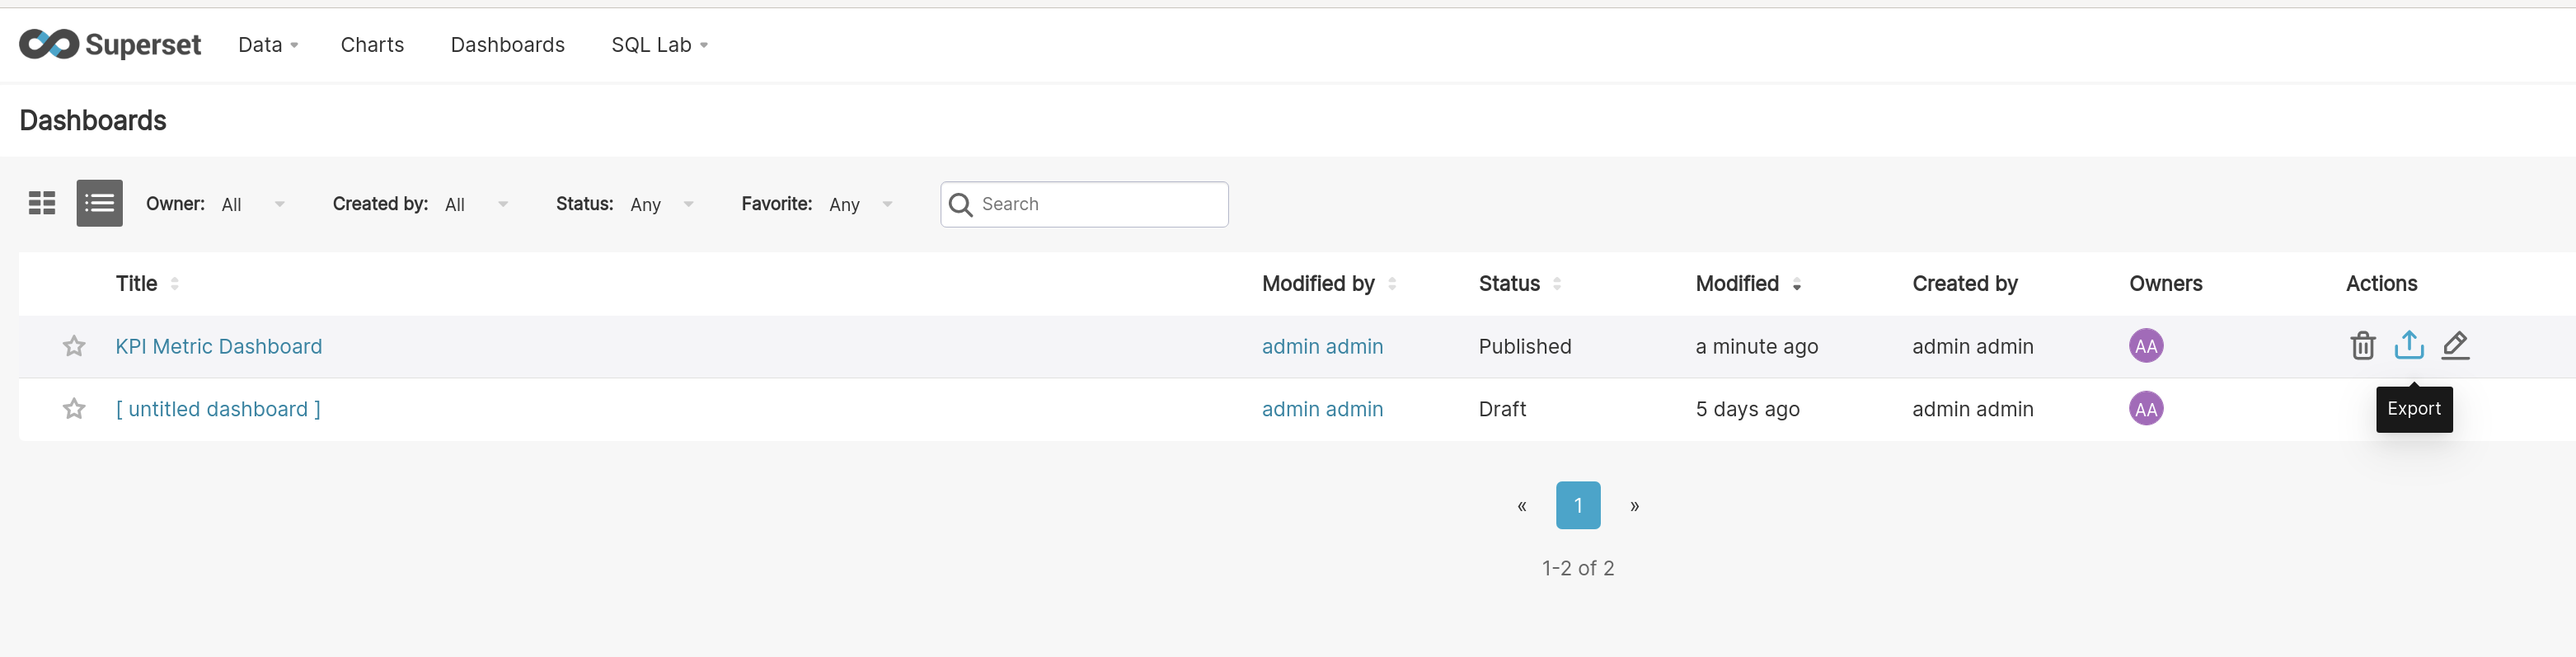 Superset Data Charts Dashboards SQL Lab
Dashboards
Owner: All Created by: All Status: Any Favorite: Any Search
Title Modified by Status Modified Created by Owners Actions
KPI Metric Dashboard admin admin Published a minute ago admin admin AA
[ untitled dashboard ] admin admin Draft 5 days ago admin admin AA Export
« 1 »
1-2 of 2